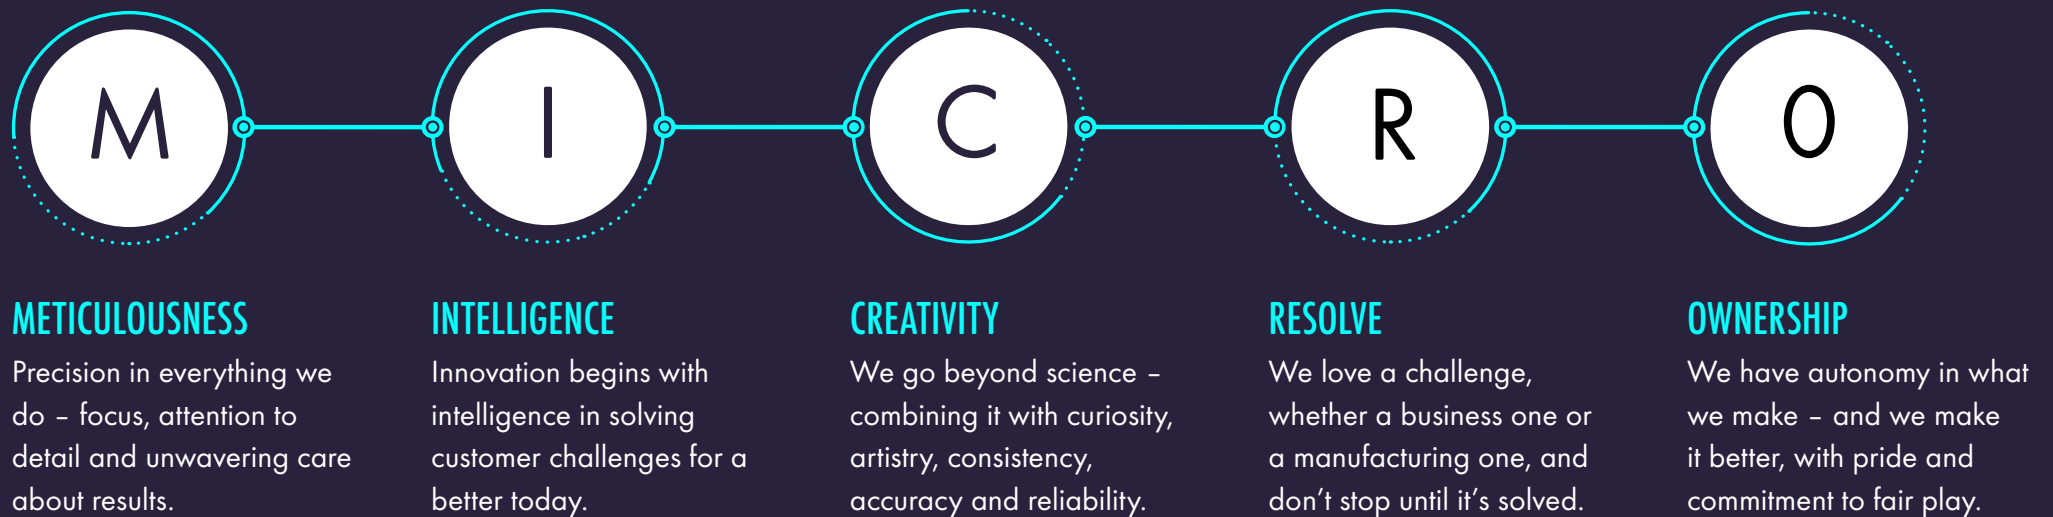 M
I
C
R
O
METICULOUSNESS
Precision in everything we
do – focus, attention to
detail and unwavering care
about results.
INTELLIGENCE
Innovation begins with
intelligence in solving
customer challenges for a
better today.
CREATIVITY
We go beyond science –
combining it with curiosity,
artistry, consistency,
accuracy and reliability.
RESOLVE
We love a challenge,
whether a business one or
a manufacturing one, and
don’t stop until it’s solved.
OWNERSHIP
We have autonomy in what
we make – and we make
it better, with pride and
commitment to fair play.